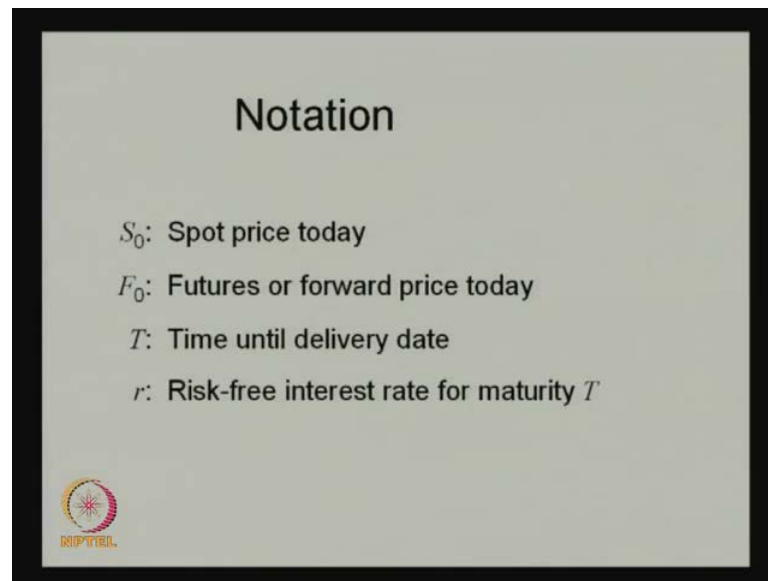 Notation
S₀: Spot price today
F₀: Futures or forward price today
T: Time until delivery date
r: Risk-free interest rate for maturity T
NPTEL